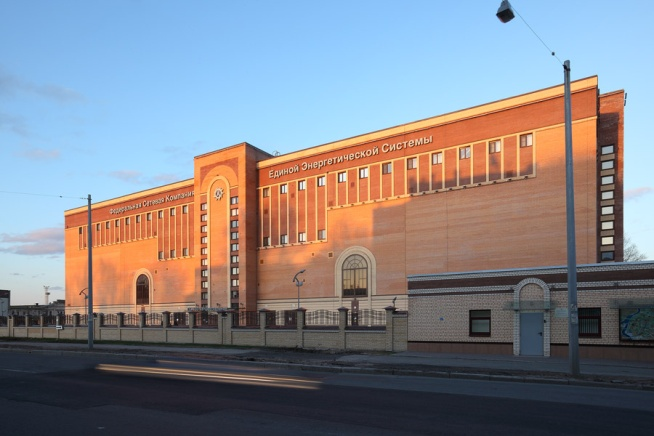 Федеральная Сетевая Компания
Единой Энергетической Системы